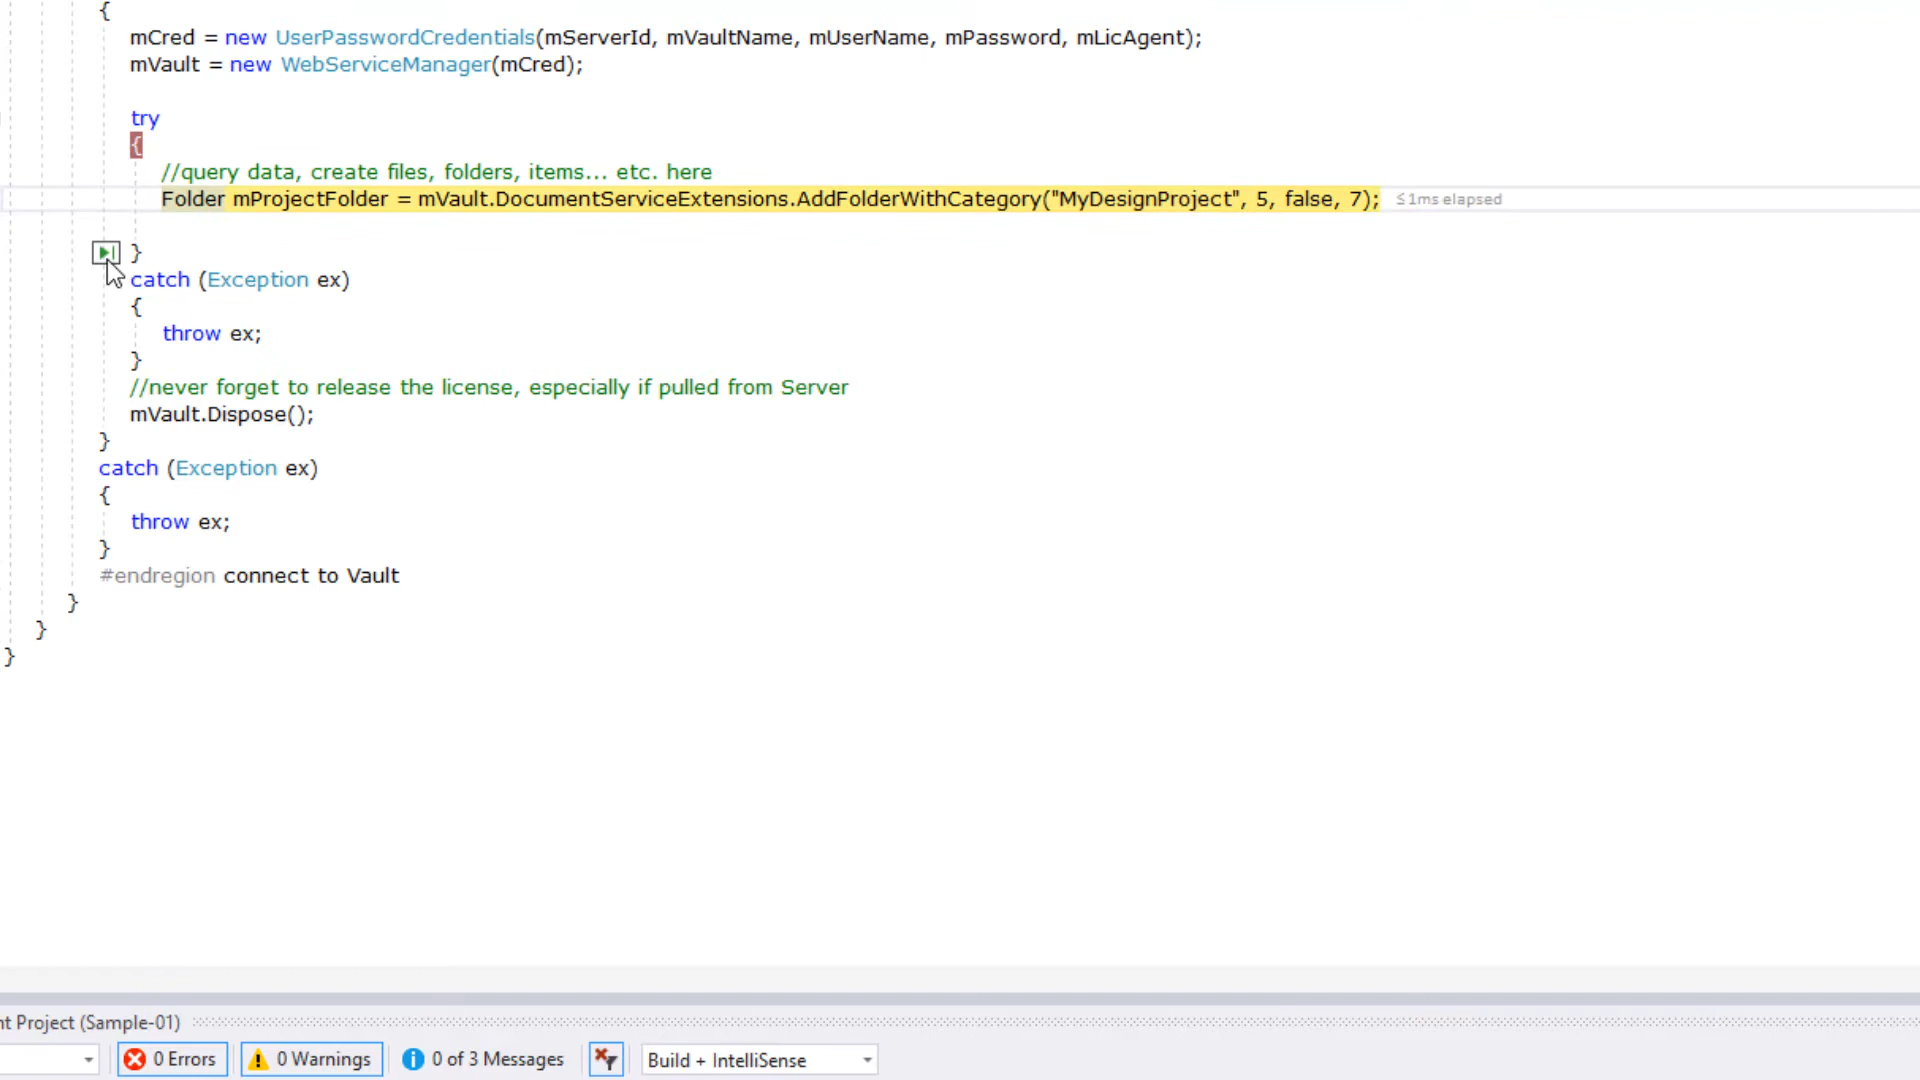 {
mCred = new UserPasswordCredentials(mServerId, mVaultName, mUserName, mPassword, mLicAgent);
mVault = new WebServiceManager(mCred);
try
{
//query data, create files, folders, items... etc. here
Folder mProjectFolder = mVault.DocumentServiceExtensions.AddFolderWithCategory("MyDesignProject", 5, false, 7); ≤1ms elapsed
}
catch (Exception ex)
{
throw ex;
}
//never forget to release the license, especially if pulled from Server
mVault.Dispose();
}
catch (Exception ex)
{
throw ex;
}
#endregion connect to Vault
}
}
}
nt Project (Sample-01)
0 Errors 0 Warnings 0 of 3 Messages Build + IntelliSense